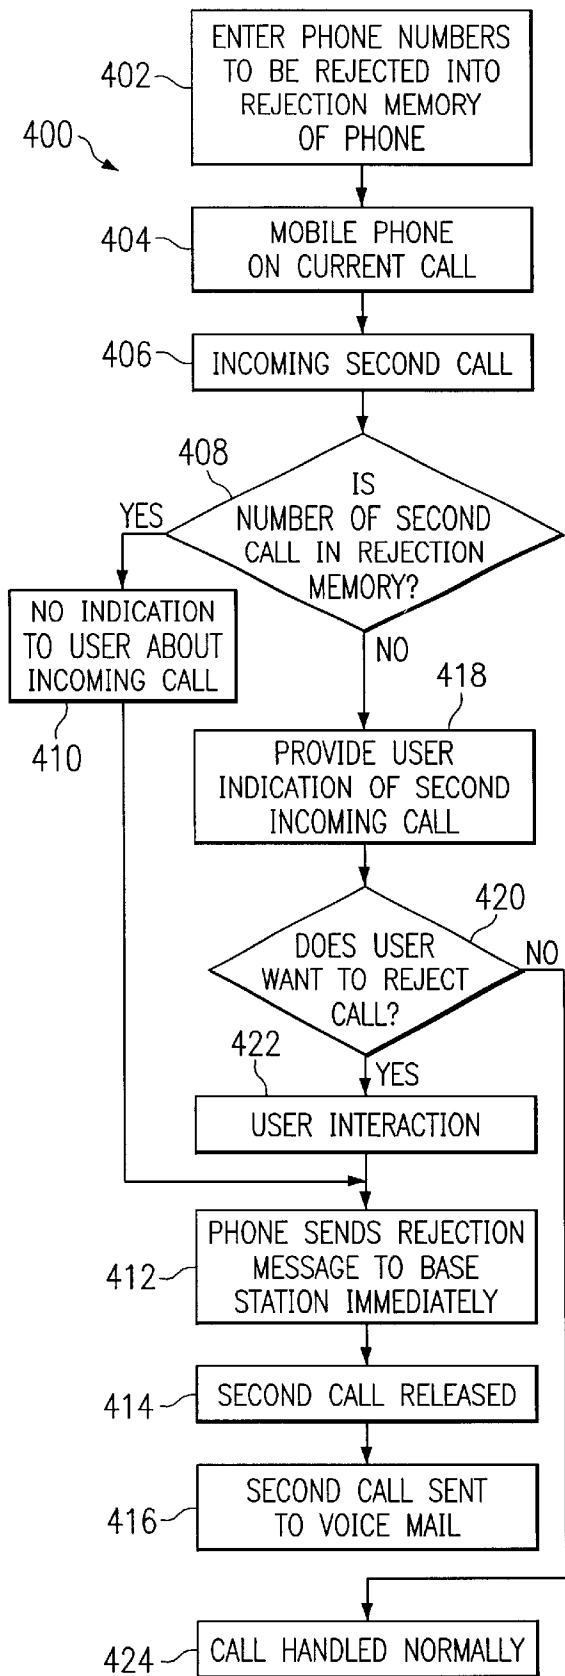 ENTER PHONE NUMBERS
TO BE REJECTED INTO
REJECTION MEMORY
OF PHONE
402
400
MOBILE PHONE
ON CURRENT CALL
404
INCOMING SECOND CALL
406
408
IS
NUMBER OF SECOND
CALL IN REJECTION
MEMORY?
YES
NO
NO INDICATION
TO USER ABOUT
INCOMING CALL
410
418
PROVIDE USER
INDICATION OF SECOND
INCOMING CALL
420
DOES USER
WANT TO REJECT
CALL?
NO
YES
422
USER INTERACTION
PHONE SENDS REJECTION
MESSAGE TO BASE
STATION IMMEDIATELY
412
SECOND CALL RELEASED
414
SECOND CALL SENT
TO VOICE MAIL
416
CALL HANDLED NORMALLY
424